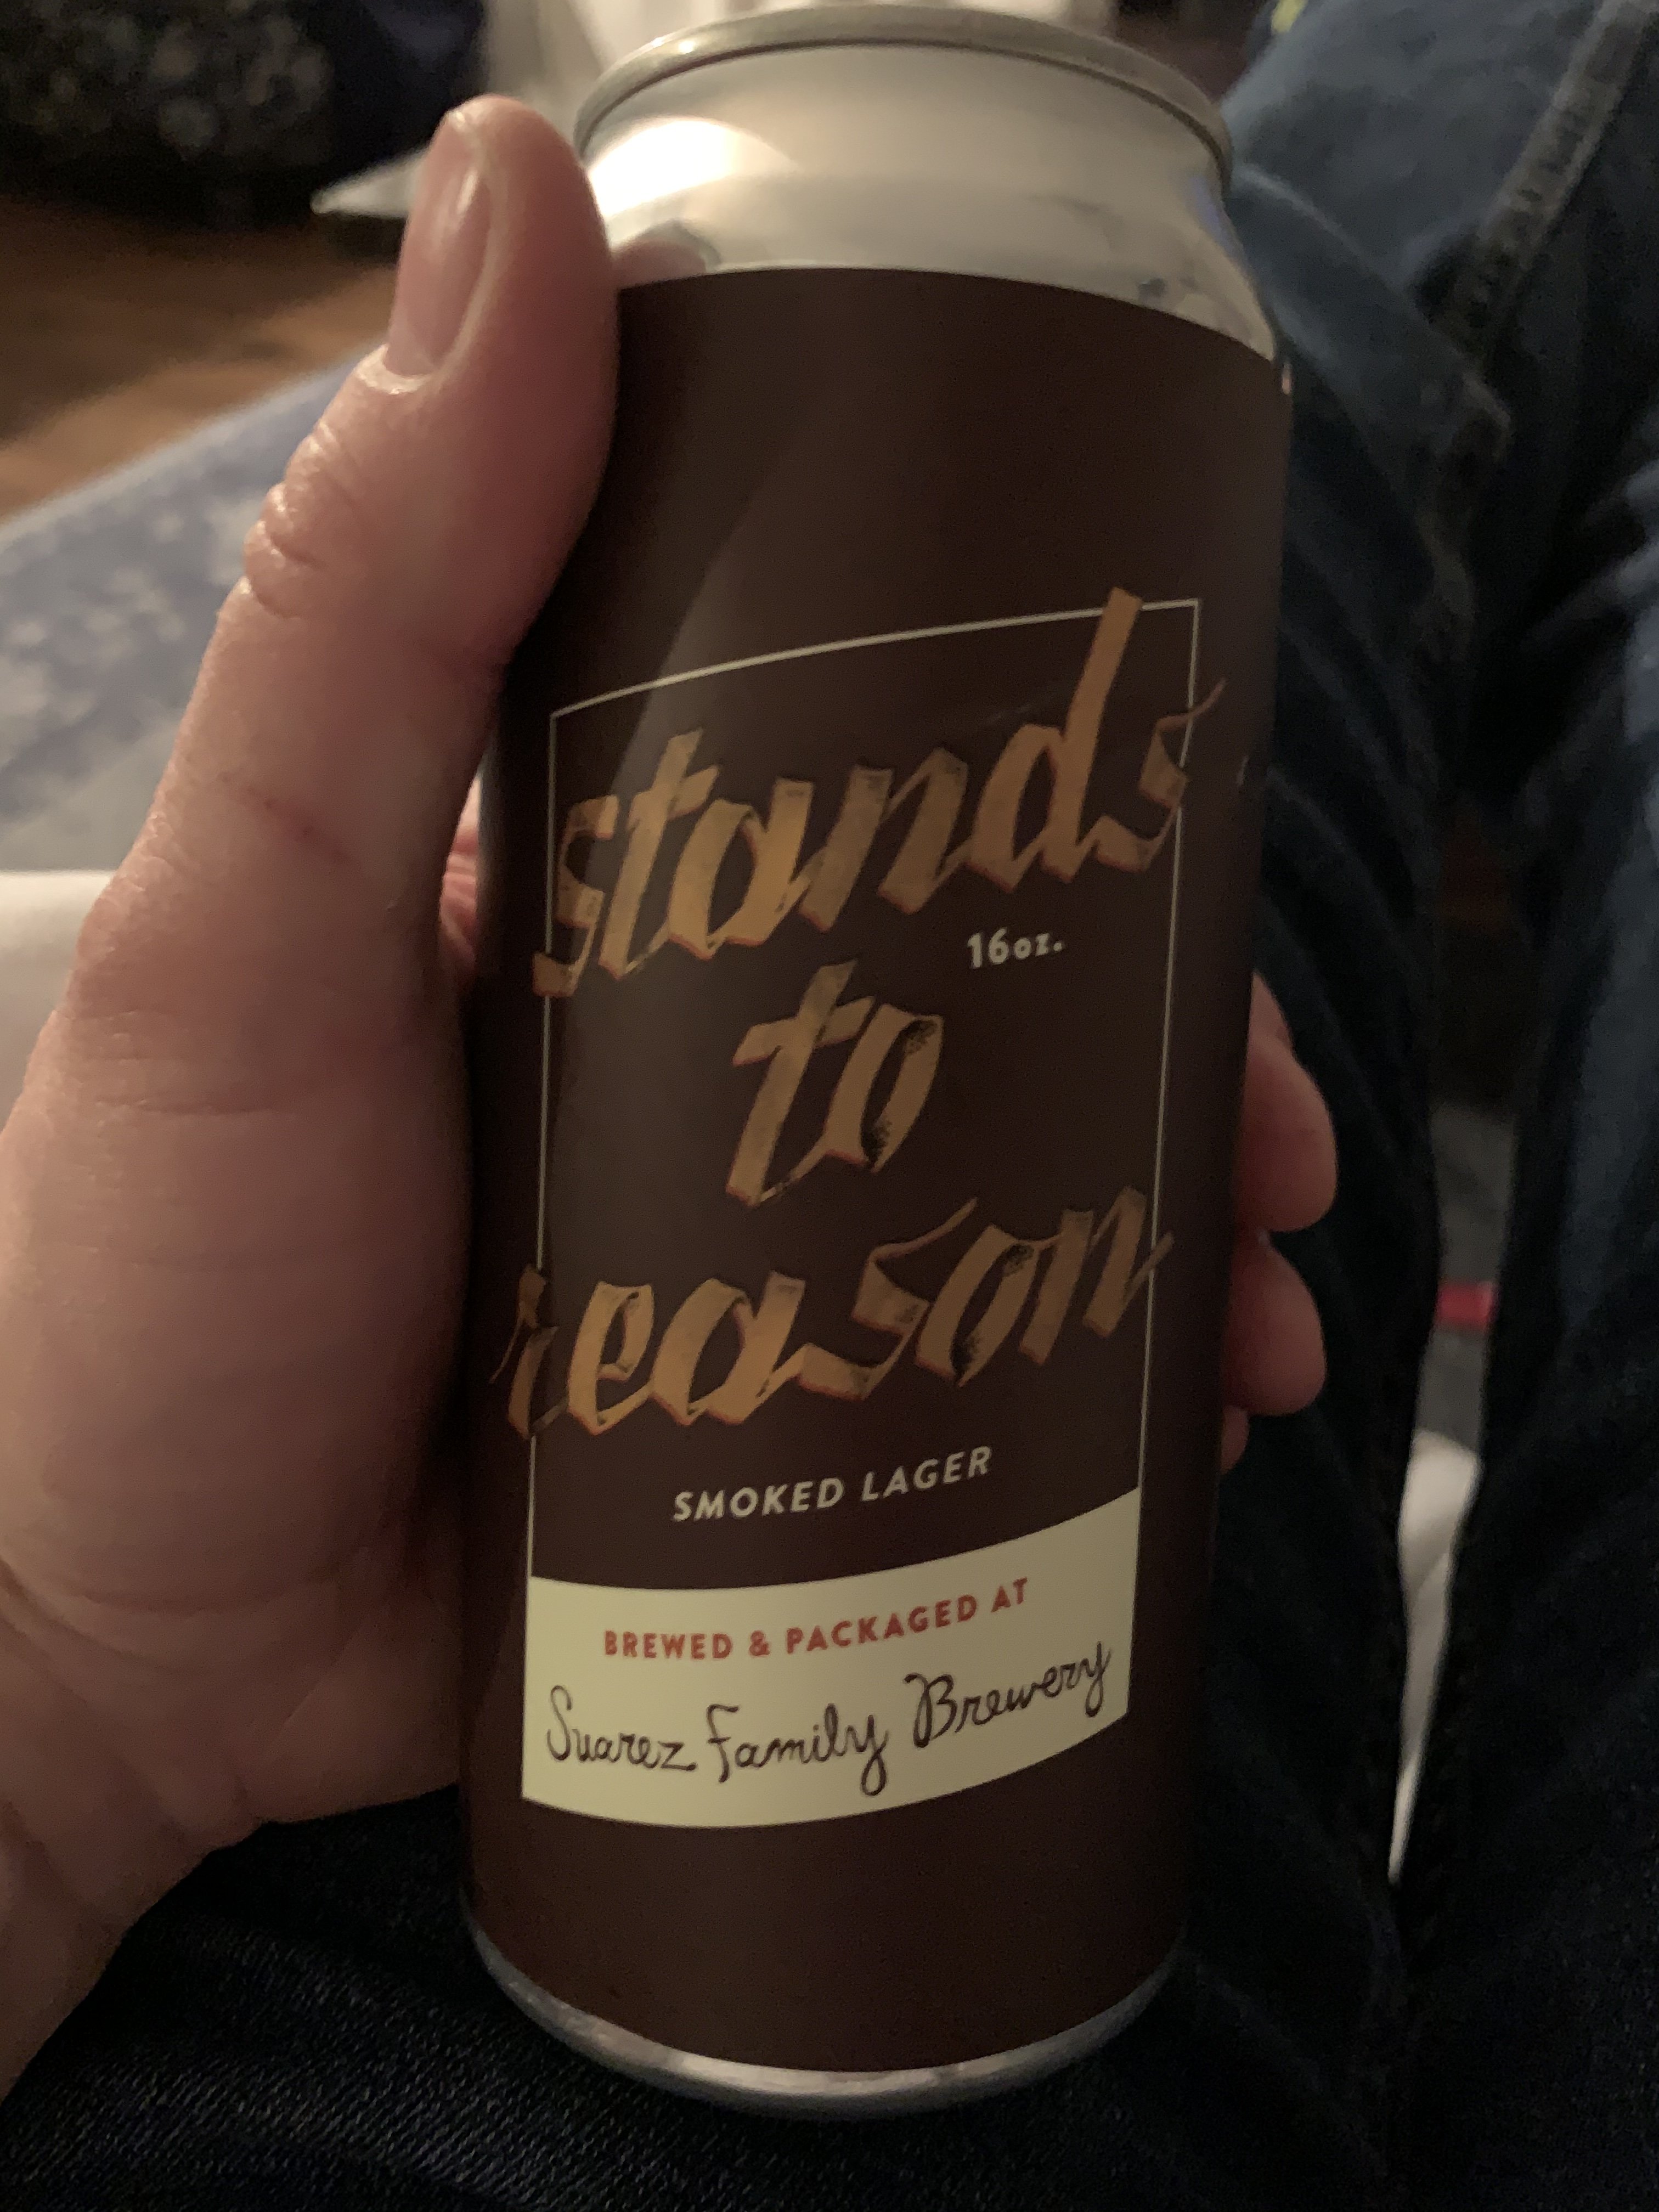 stands
16oz.
to
reason
SMOKED LAGER
BREWED & PACKAGED AT
Suarez Family Brewery